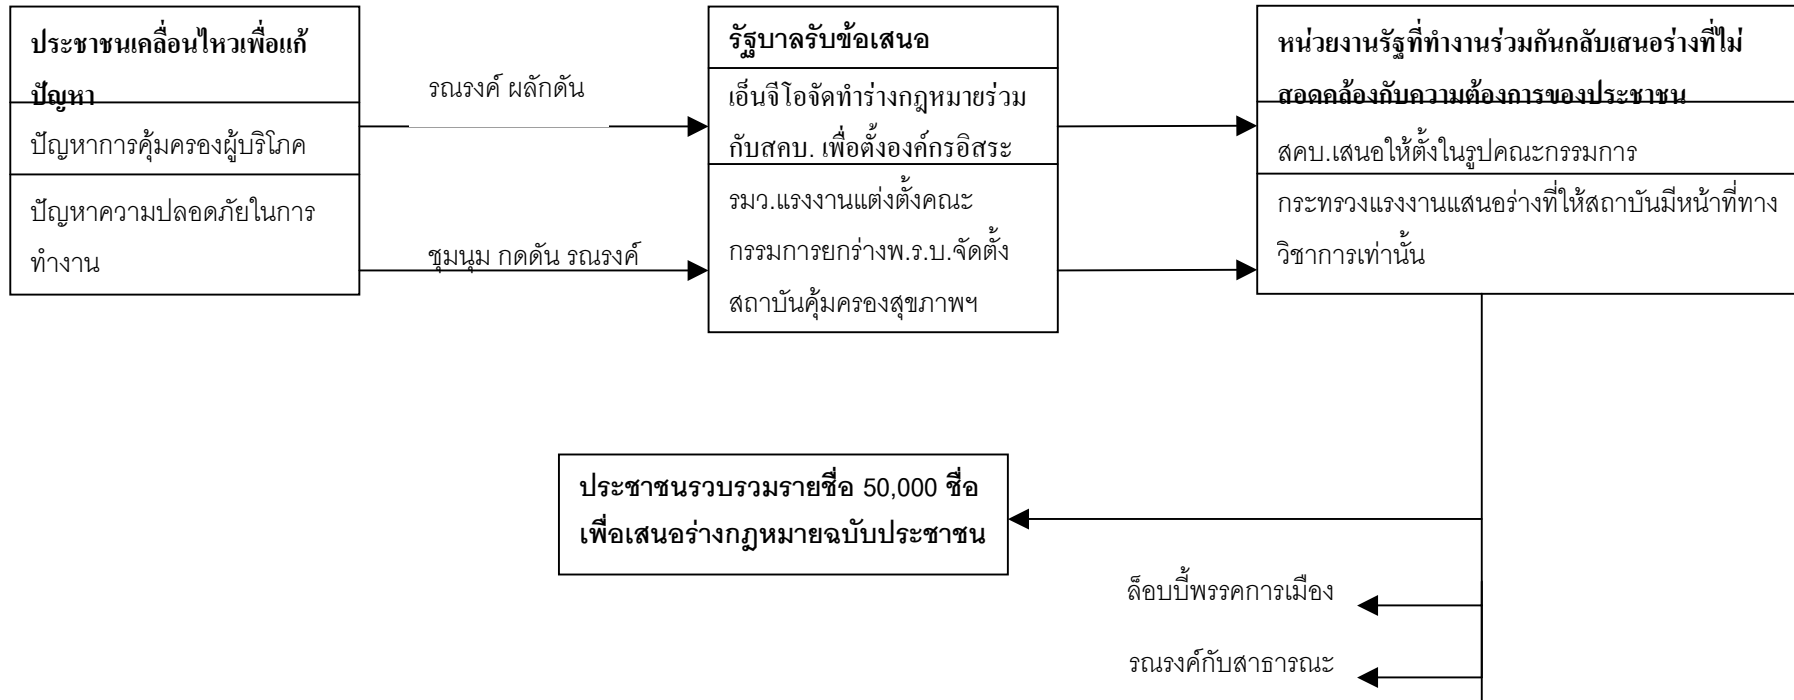 ประชาชนเคลื่อนไหวเพื่อแก้
ปัญหา
ปัญหาการคุ้มครองผู้บริโภค
ปัญหาความปลอดภัยในการ
ทำงาน
รณรงค์ ผลักดัน
ชุมนุม กดดัน รณรงค์
รัฐบาลรับข้อเสนอ
เอ็นจีโอจัดทำร่างกฎหมายร่วม
กับสคบ. เพื่อตั้งองค์กรอิสระ
รมว.แรงงานแต่งตั้งคณะ
กรรมการยกร่างพ.ร.บ.จัดตั้ง
สถาบันคุ้มครองสุขภาพฯ
หน่วยงานรัฐที่ทำงานร่วมกันกลับเสนอร่างที่ไม่
สอดคล้องกับความต้องการของประชาชน
สคบ.เสนอให้ตั้งในรูปคณะกรรมการ
กระทรวงแรงงานแสนอร่างที่ให้สถาบันมีหน้าที่ทาง
วิชาการเท่านั้น
ประชาชนรวบรวมรายชื่อ 50,000 ชื่อ
เพื่อเสนอร่างกฎหมายฉบับประชาชน
ล็อบบี้พรรคการเมือง
รณรงค์กับสาธารณะ